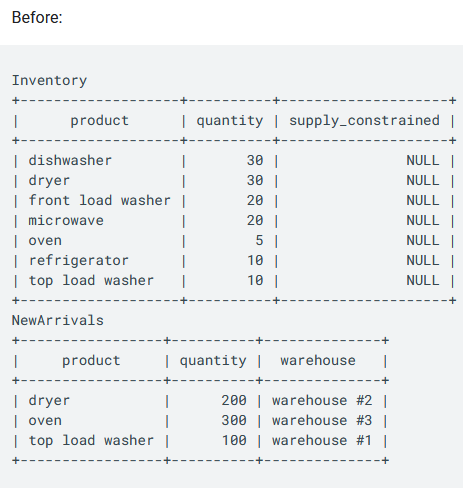 Before:
Inventory
+-------------------+----------+--------------------+
|      product      | quantity | supply_constrained |
+-------------------+----------+--------------------+
| dishwasher        |       30 |               NULL |
| dryer             |       30 |               NULL |
| front load washer |       20 |               NULL |
| microwave         |       20 |               NULL |
| oven              |        5 |               NULL |
| refrigerator      |       10 |               NULL |
| top load washer   |       10 |               NULL |
+-------------------+----------+--------------------+
NewArrivals
+-----------------+----------+--------------+
|     product     | quantity |  warehouse   |
+-----------------+----------+--------------+
| dryer           |      200 | warehouse #2 |
| oven            |      300 | warehouse #3 |
| top load washer |      100 | warehouse #1 |
+-----------------+----------+--------------+